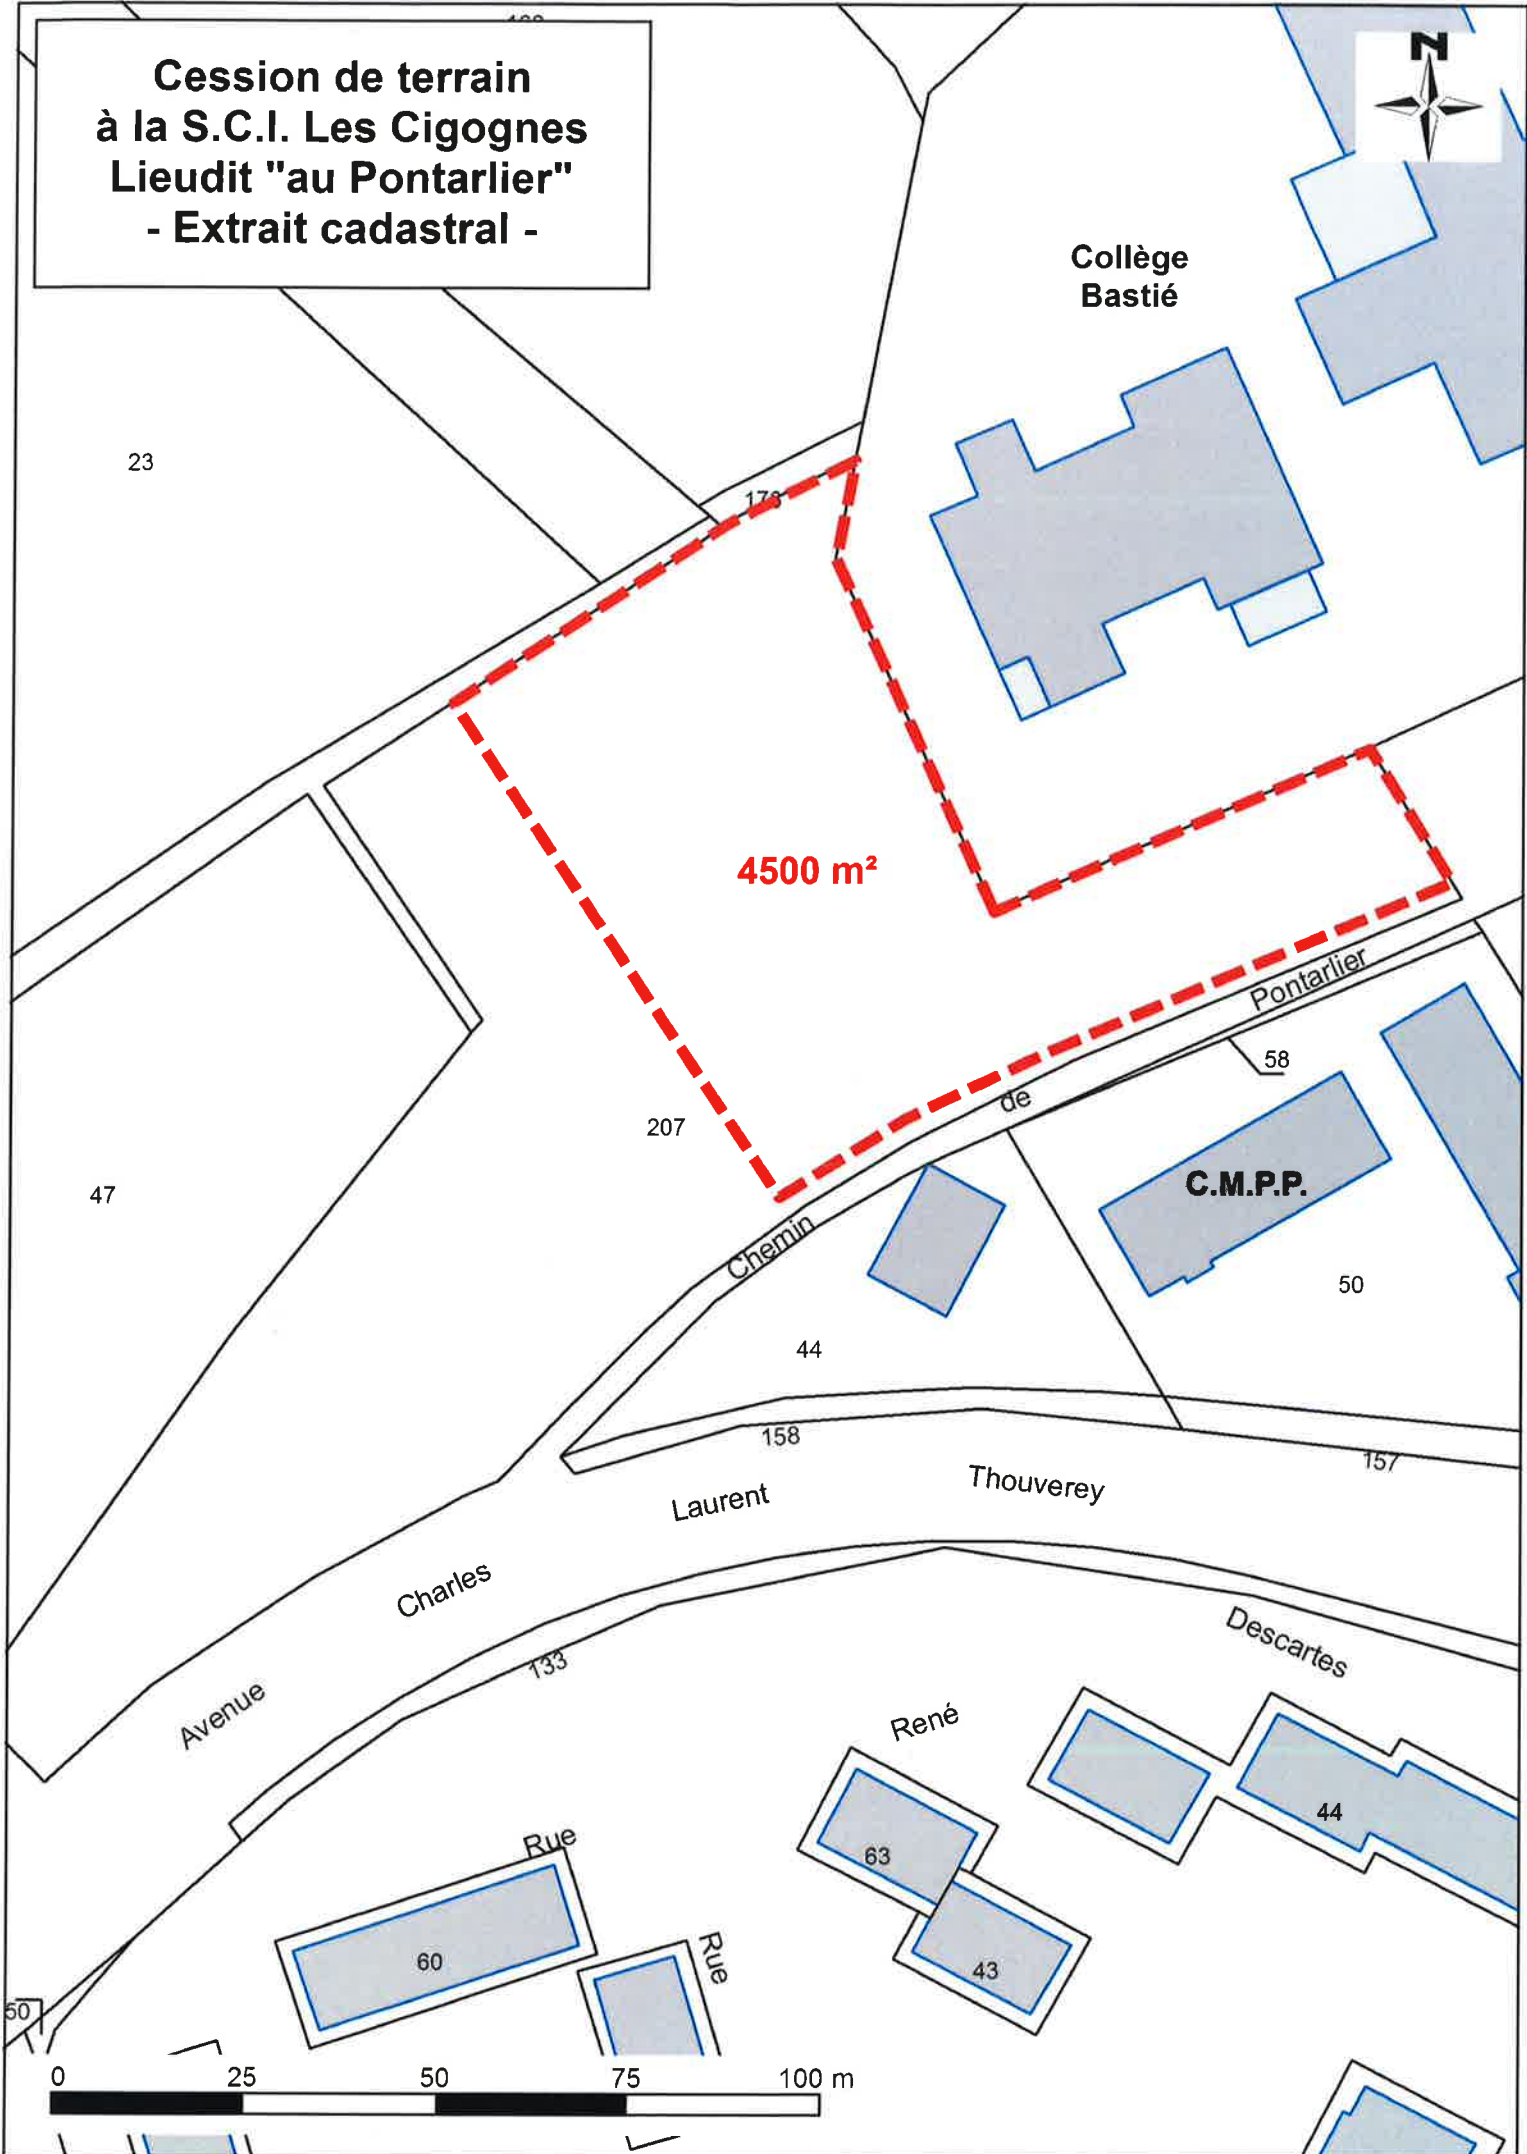 Cession de terrain
à la S.C.I. Les Cigognes
Lieudit "au Pontarlier"
- Extrait cadastral -
N
Collège
Bastié
23
173
4500 m²
Pontarlier
de
Chemin
58
207
47
C.M.P.P.
50
44
158
157
Avenue
Charles
Laurent
Thouverey
133
Descartes
René
Rue
44
63
60
Rue
43
50
0 25 50 75 100 m